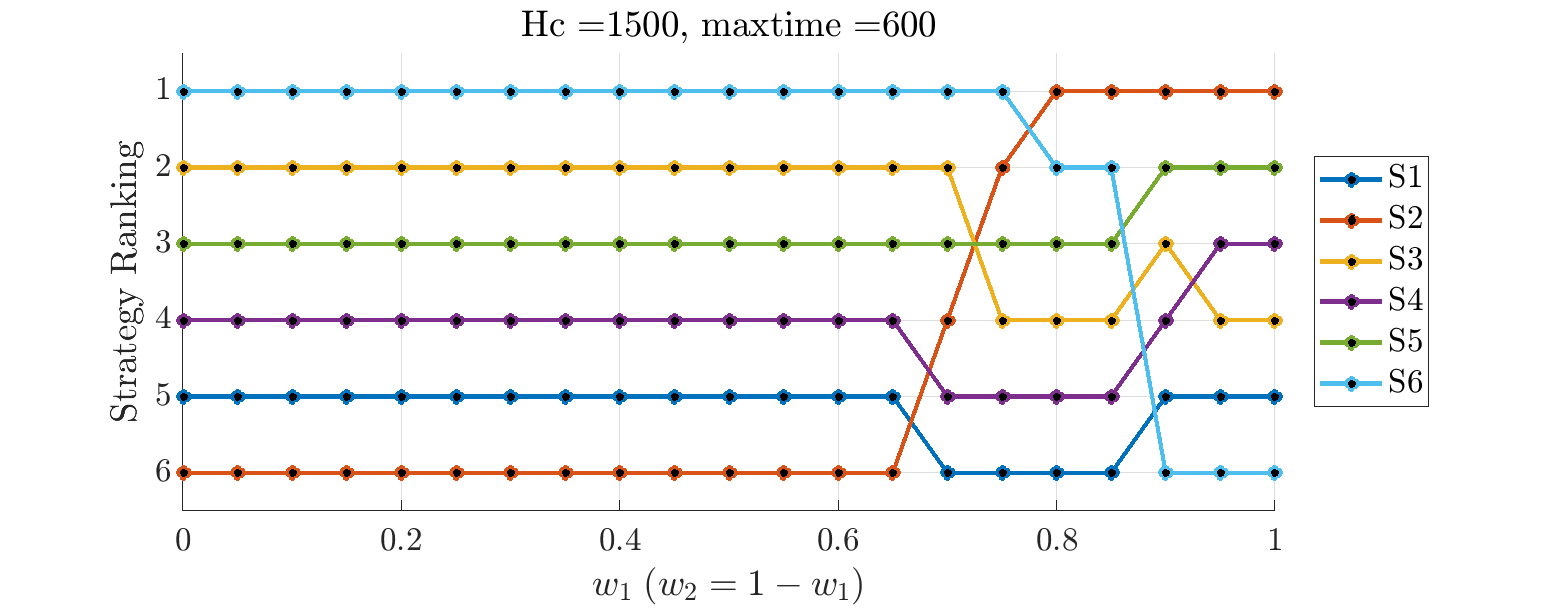 Hc =1500, maxtime =600
Strategy Ranking
1
2
3
4
5
6
0 0.2 0.4 0.6 0.8 1
w₁ (w₂ = 1 − w₁)
S1
S2
S3
S4
S5
S6